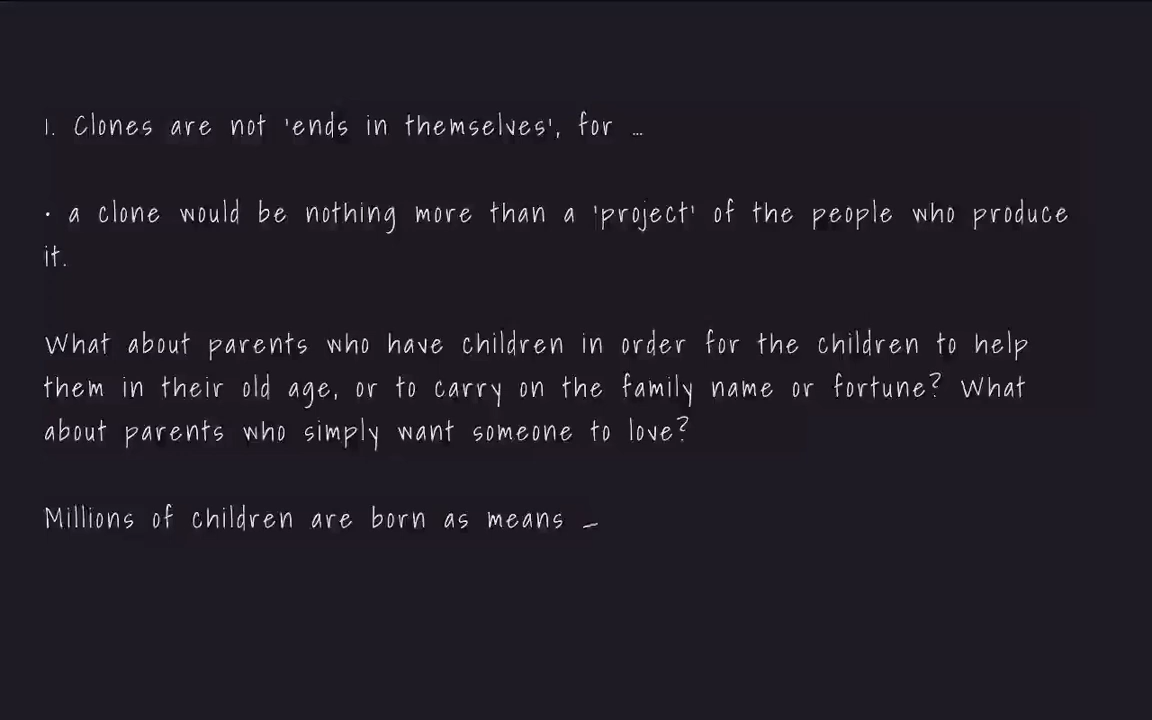 1. Clones are not 'ends in themselves', for ...
• a clone would be nothing more than a 'project' of the people who produce
it.
What about parents who have children in order for the children to help
them in their old age, or to carry on the family name or fortune? What
about parents who simply want someone to love?
Millions of children are born as means _